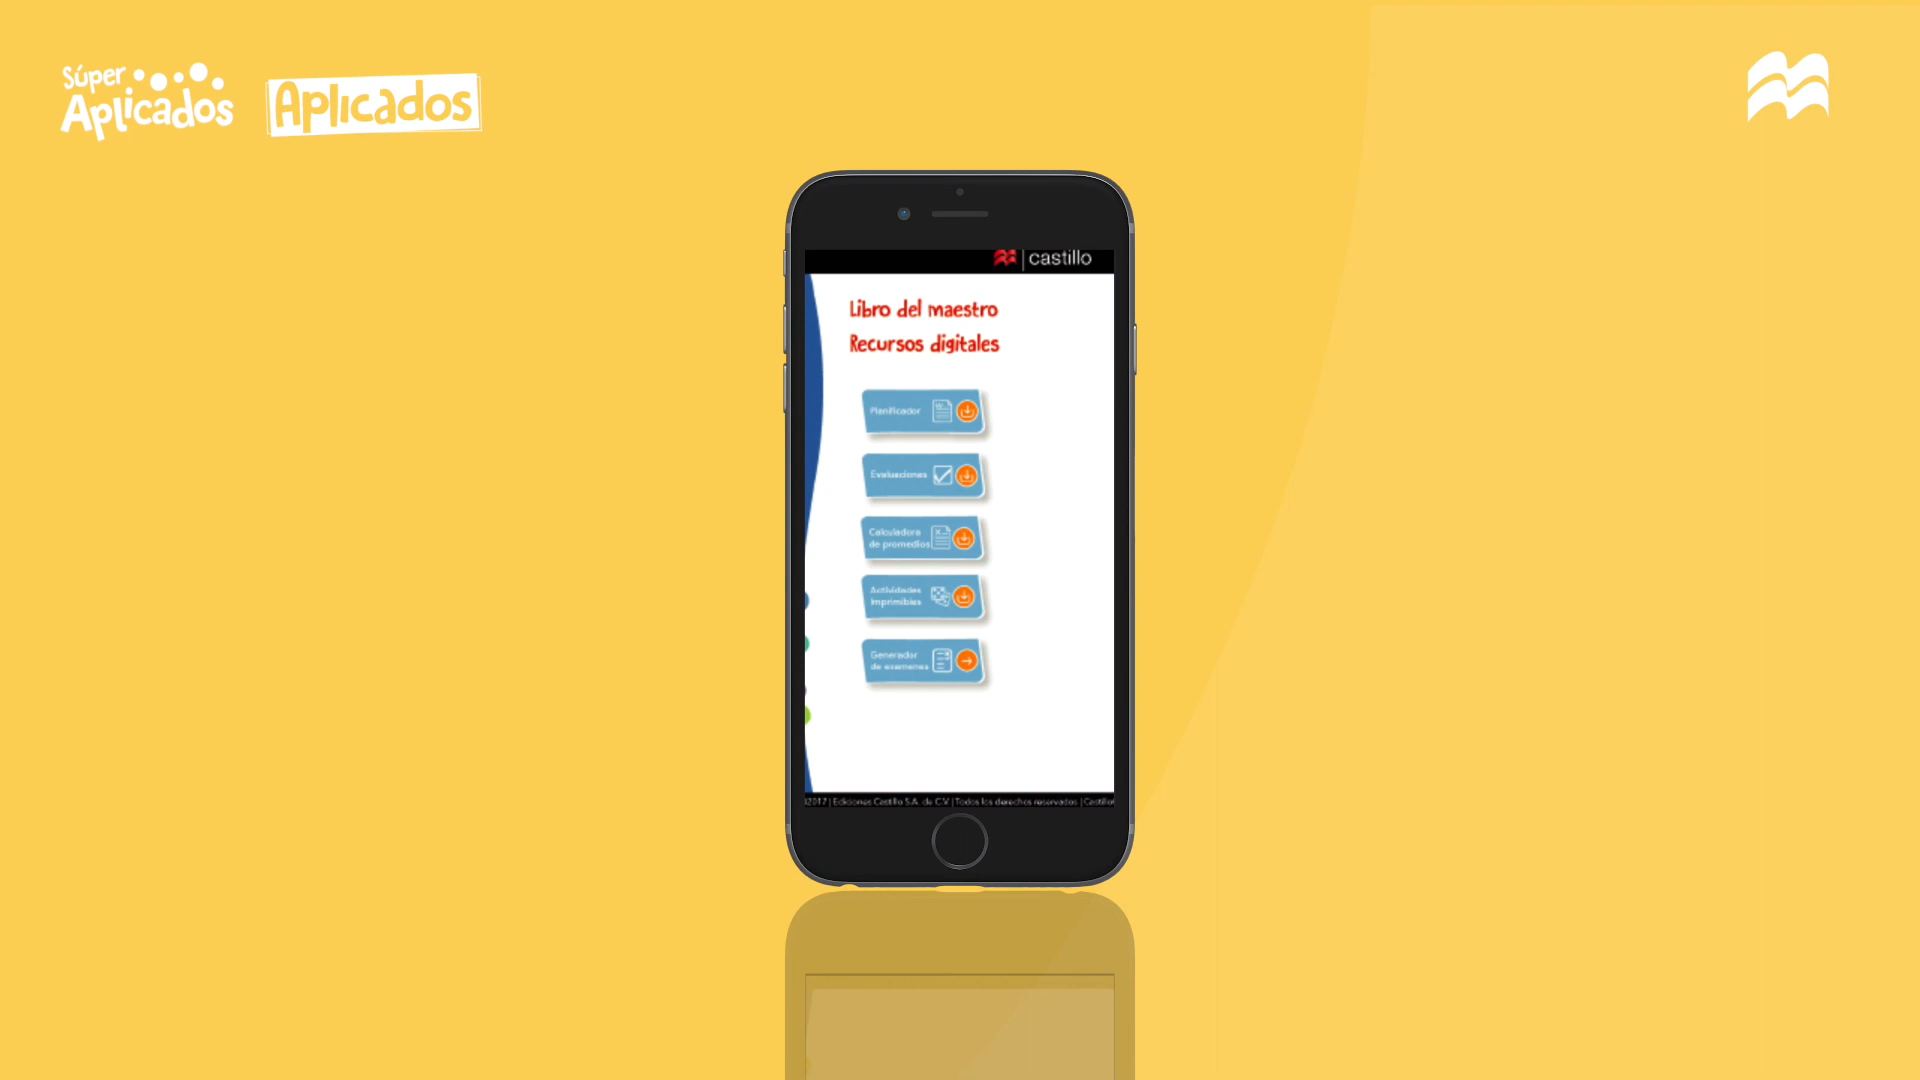 Súper
Aplicados
Aplicados
castillo
Libro del maestro
Recursos digitales
Planificador
Evaluaciones
Calculadora
de promedios
Actividades
imprimibles
Generador
de examenes
2017 | Ediciones Castillo S.A. de C.V. | Todos los derechos reservados | Castillo